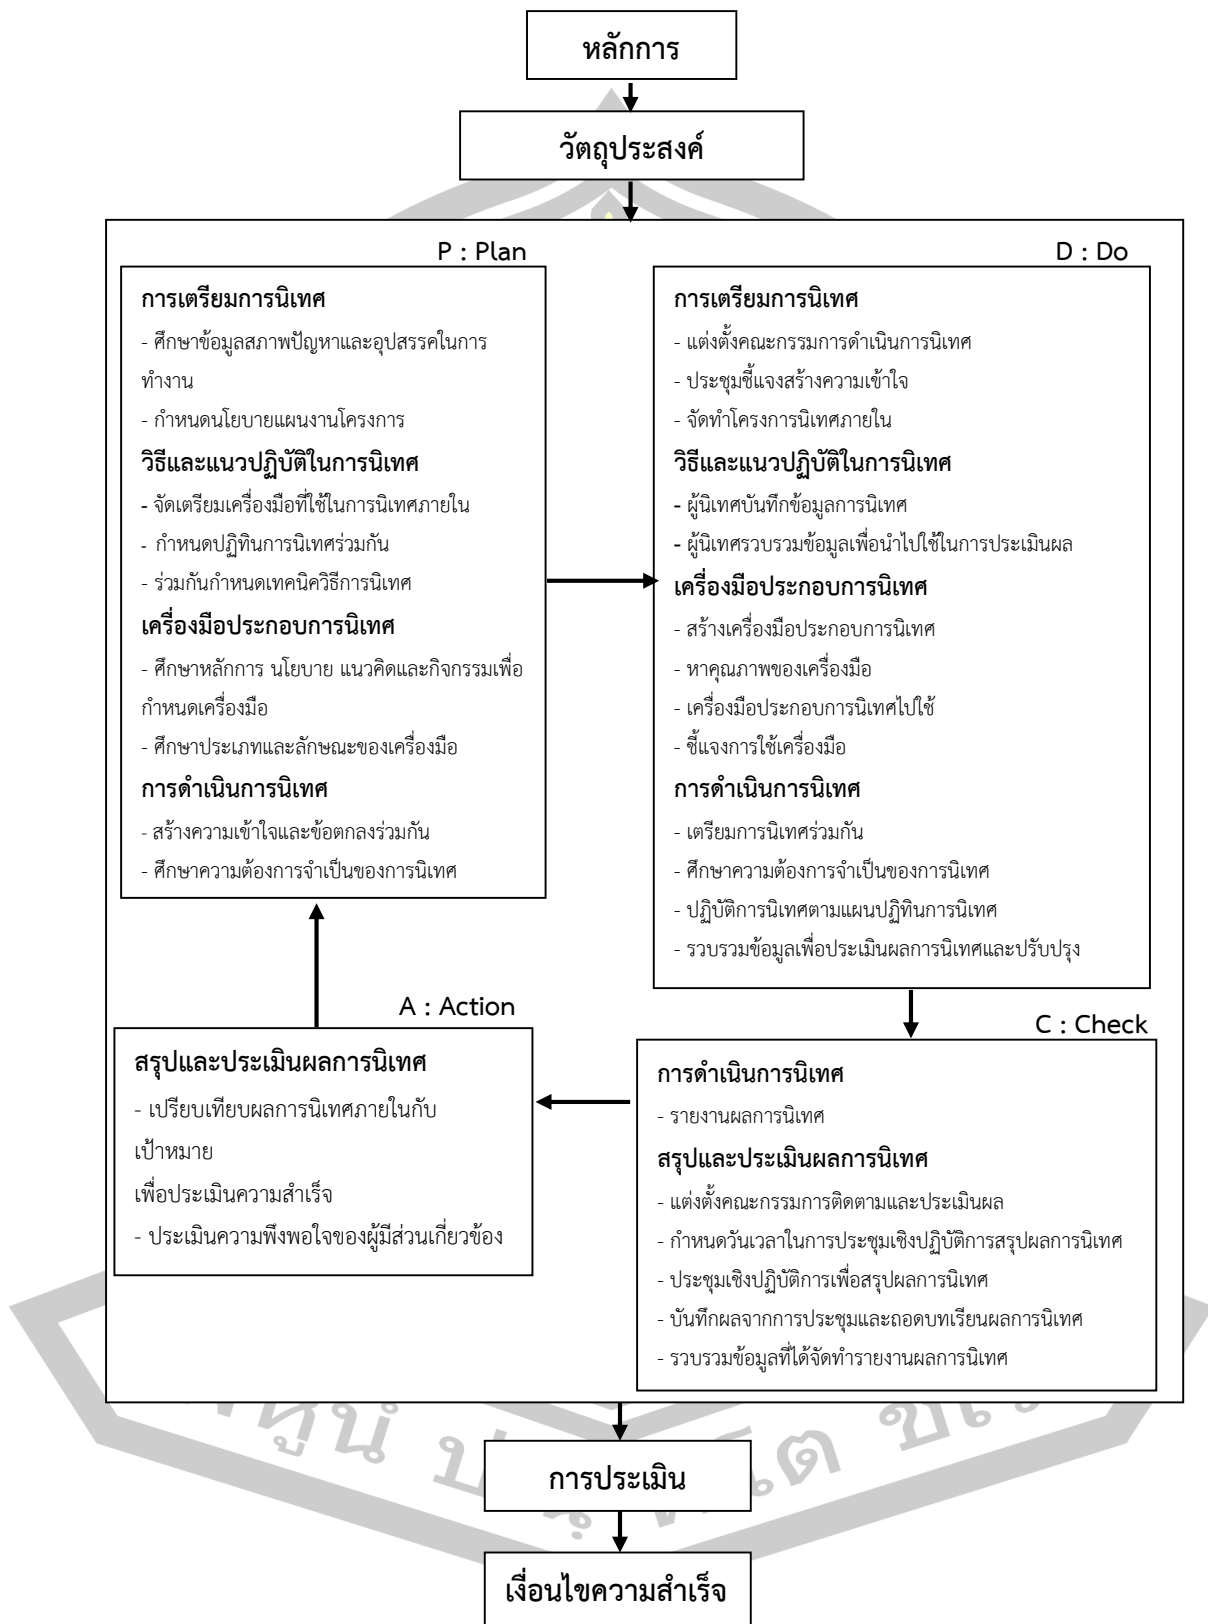 หลักการ
วัตถุประสงค์
P : Plan
การเตรียมการนิเทศ
- ศึกษาข้อมูลสภาพปัญหาและอุปสรรคในการ
ทำงาน
- กำหนดนโยบายแผนงานโครงการ
วิธีและแนวปฏิบัติในการนิเทศ
- จัดเตรียมเครื่องมือที่ใช้ในการนิเทศภายใน
- กำหนดปฏิทินการนิเทศร่วมกัน
- ร่วมกันกำหนดเทคนิควิธีการนิเทศ
เครื่องมือประกอบการนิเทศ
- ศึกษาหลักการ นโยบาย แนวคิดและกิจกรรมเพื่อ
กำหนดเครื่องมือ
- ศึกษาประเภทและลักษณะของเครื่องมือ
การดำเนินการนิเทศ
- สร้างความเข้าใจและข้อตกลงร่วมกัน
- ศึกษาความต้องการจำเป็นของการนิเทศ
D : Do
การเตรียมการนิเทศ
- แต่งตั้งคณะกรรมการดำเนินการนิเทศ
- ประชุมชี้แจงสร้างความเข้าใจ
- จัดทำโครงการนิเทศภายใน
วิธีและแนวปฏิบัติในการนิเทศ
- ผู้นิเทศบันทึกข้อมูลการนิเทศ
- ผู้นิเทศรวบรวมข้อมูลเพื่อนำไปใช้ในการประเมินผล
เครื่องมือประกอบการนิเทศ
- สร้างเครื่องมือประกอบการนิเทศ
- หาคุณภาพของเครื่องมือ
- เครื่องมือประกอบการนิเทศไปใช้
- ชี้แจงการใช้เครื่องมือ
การดำเนินการนิเทศ
- เตรียมการนิเทศร่วมกัน
- ศึกษาความต้องการจำเป็นของการนิเทศ
- ปฏิบัติการนิเทศตามแผนปฏิทินการนิเทศ
- รวบรวมข้อมูลเพื่อประเมินผลการนิเทศและปรับปรุง
C : Check
การดำเนินการนิเทศ
- รายงานผลการนิเทศ
สรุปและประเมินผลการนิเทศ
- แต่งตั้งคณะกรรมการติดตามและประเมินผล
- กำหนดวันเวลาในการประชุมเชิงปฏิบัติการสรุปผลการนิเทศ
- ประชุมเชิงปฏิบัติการเพื่อสรุปผลการนิเทศ
- บันทึกผลจากการประชุมและถอดบทเรียนผลการนิเทศ
- รวบรวมข้อมูลที่ได้จัดทำรายงานผลการนิเทศ
A : Action
สรุปและประเมินผลการนิเทศ
- เปรียบเทียบผลการนิเทศภายในกับ
เป้าหมาย
เพื่อประเมินความสำเร็จ
- ประเมินความพึงพอใจของผู้มีส่วนเกี่ยวข้อง
การประเมิน
เงื่อนไขความสำเร็จ